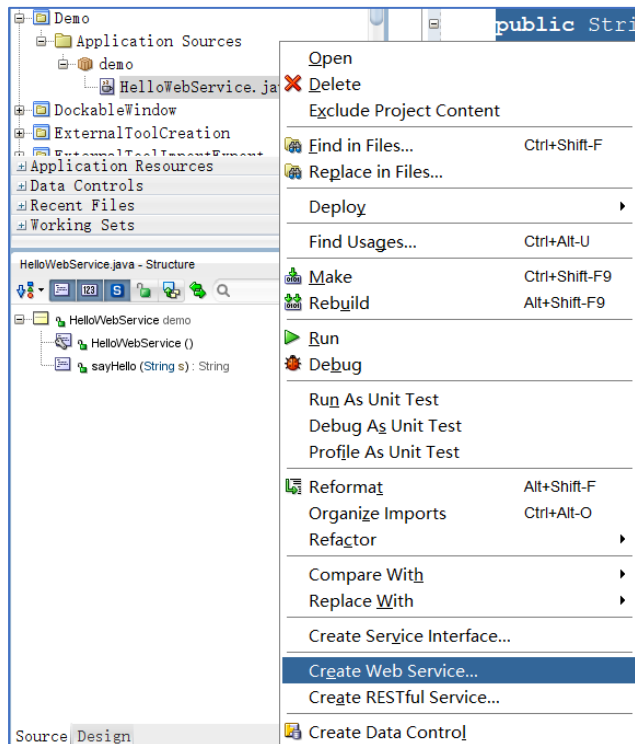 Demo
Application Sources
demo
HelloWebService.ja
DockableWindow
ExternalToolCreation
ExternalToolImportExport
Application Resources
Data Controls
Recent Files
Working Sets
HelloWebService.java - Structure
HelloWebService demo
HelloWebService ()
sayHello (String s) : String
Source Design
public Stri
Open
Delete
Exclude Project Content
Find in Files... Ctrl+Shift-F
Replace in Files...
Deploy
Find Usages... Ctrl+Alt-U
Make Ctrl+Shift-F9
Rebuild Alt+Shift-F9
Run
Debug
Run As Unit Test
Debug As Unit Test
Profile As Unit Test
Reformat Alt+Shift-F
Organize Imports Ctrl+Alt-O
Refactor
Compare With
Replace With
Create Service Interface...
Create Web Service...
Create RESTful Service...
Create Data Control